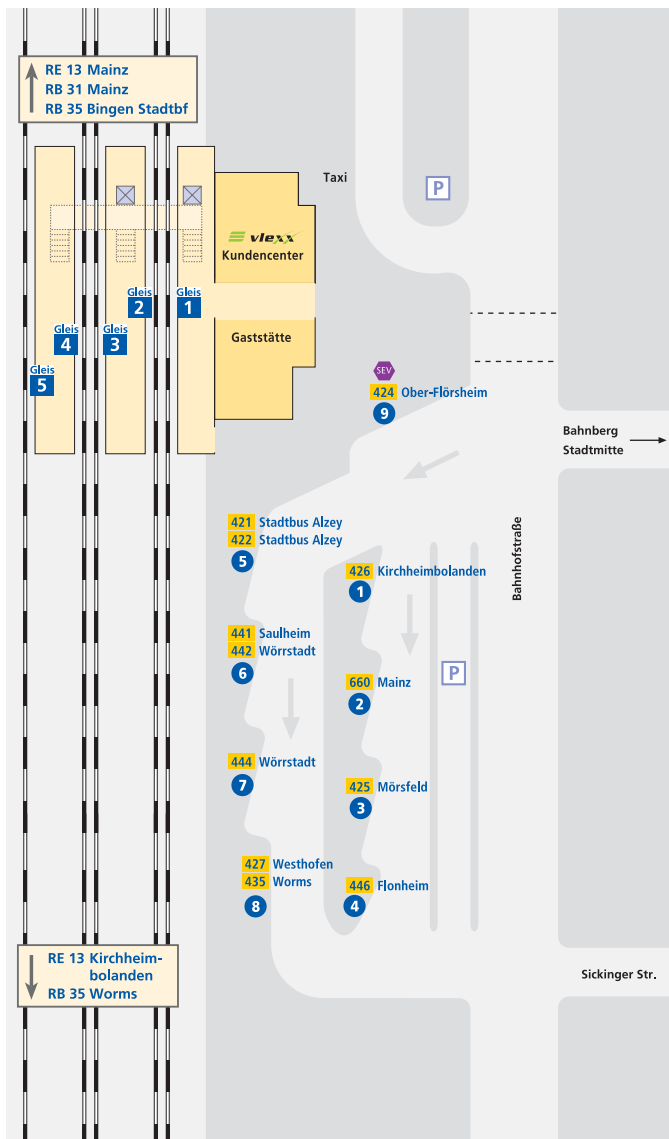 RE 13 Mainz
RB 31 Mainz
RB 35 Bingen Stadtbf
Taxi
P
vlexx
Kundencenter
Gleis
1
Gleis
2
Gleis
3
Gleis
4
Gleis
5
Gaststätte
SEV
424 Ober-Flörsheim
9
Bahnberg
Stadtmitte
Bahnhofstraße
421 Stadtbus Alzey
422 Stadtbus Alzey
5
426 Kirchheimbolanden
1
441 Saulheim
442 Wörrstadt
6
660 Mainz
2
P
444 Wörrstadt
7
425 Mörsfeld
3
427 Westhofen
435 Worms
8
446 Flonheim
4
RE 13 Kirchheim-
bolanden
RB 35 Worms
Sickinger Str.